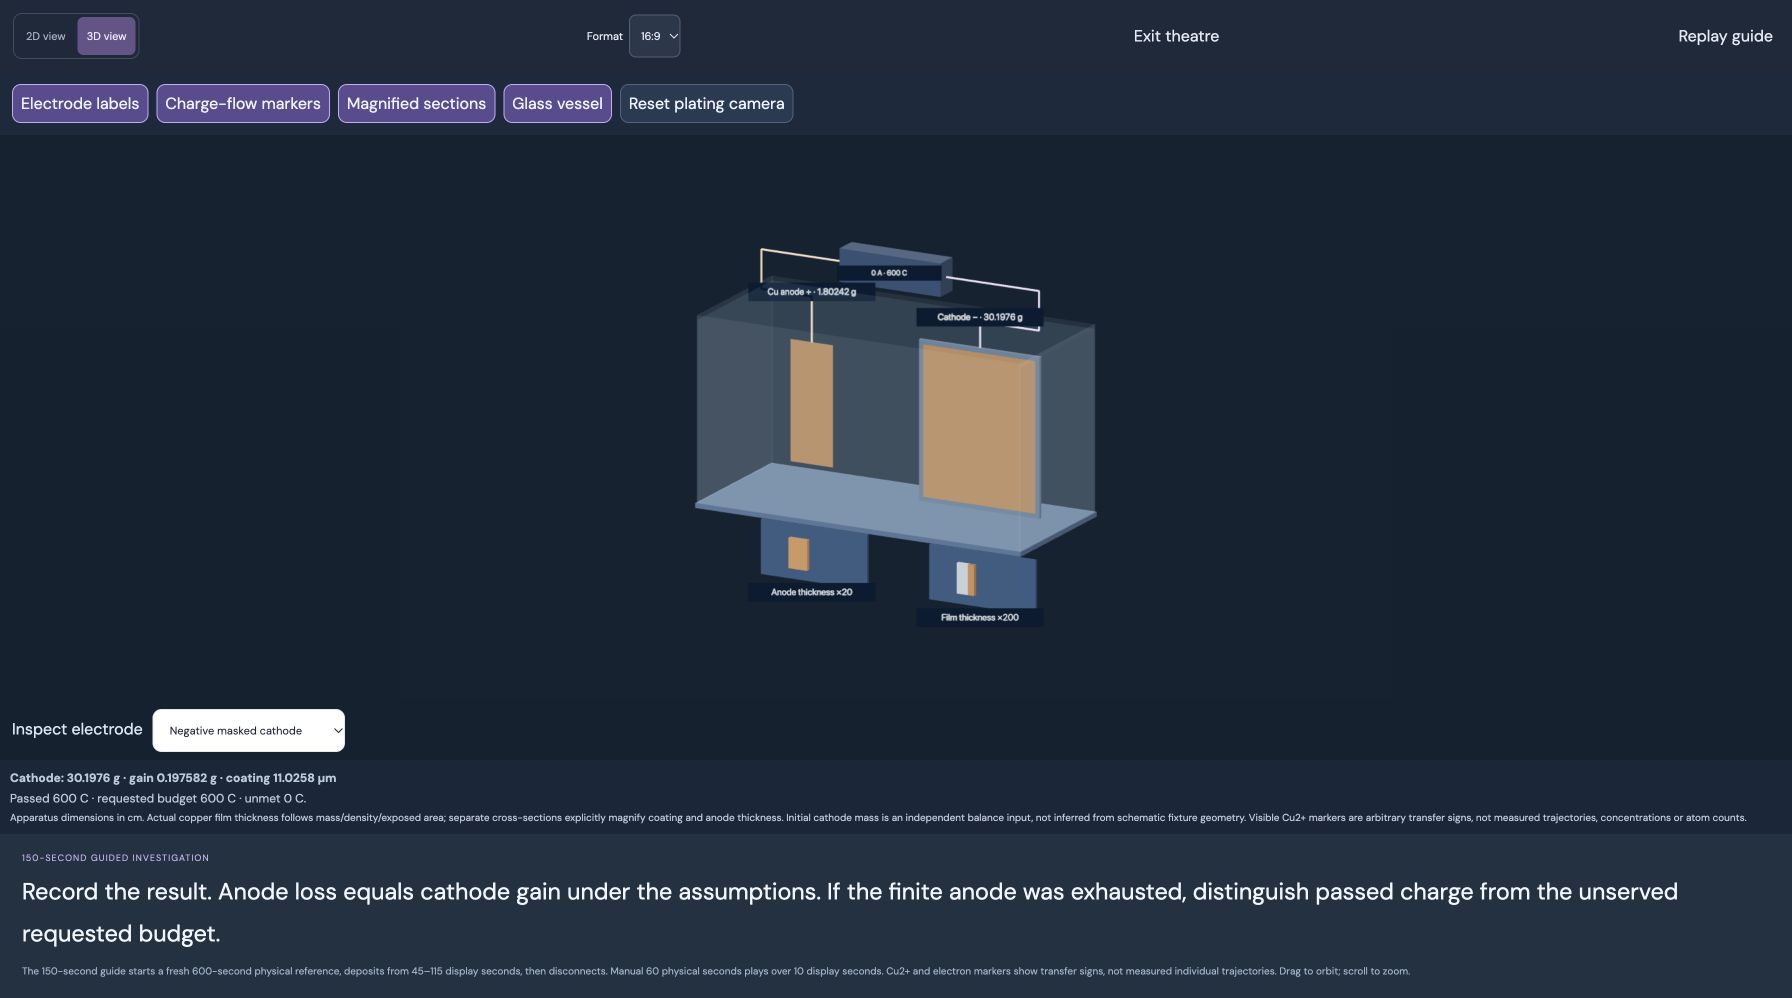 2D view
3D view
Format
16:9
Exit theatre
Replay guide
Electrode labels
Charge-flow markers
Magnified sections
Glass vessel
Reset plating camera
0 A · 600 C
Cu anode + · 1.80242 g
Cathode − · 30.1976 g
Anode thickness ×20
Film thickness ×200
Inspect electrode
Negative masked cathode
Cathode: 30.1976 g · gain 0.197582 g · coating 11.0258 µm
Passed 600 C · requested budget 600 C · unmet 0 C.
Apparatus dimensions in cm. Actual copper film thickness follows mass/density/exposed area; separate cross-sections explicitly magnify coating and anode thickness. Initial cathode mass is an independent balance input, not inferred from schematic fixture geometry. Visible Cu2+ markers are arbitrary transfer signs, not measured trajectories, concentrations or atom counts.
150-SECOND GUIDED INVESTIGATION
Record the result. Anode loss equals cathode gain under the assumptions. If the finite anode was exhausted, distinguish passed charge from the unserved
requested budget.
The 150-second guide starts a fresh 600-second physical reference, deposits from 45–115 display seconds, then disconnects. Manual 60 physical seconds plays over 10 display seconds. Cu2+ and electron markers show transfer signs, not measured individual trajectories. Drag to orbit; scroll to zoom.